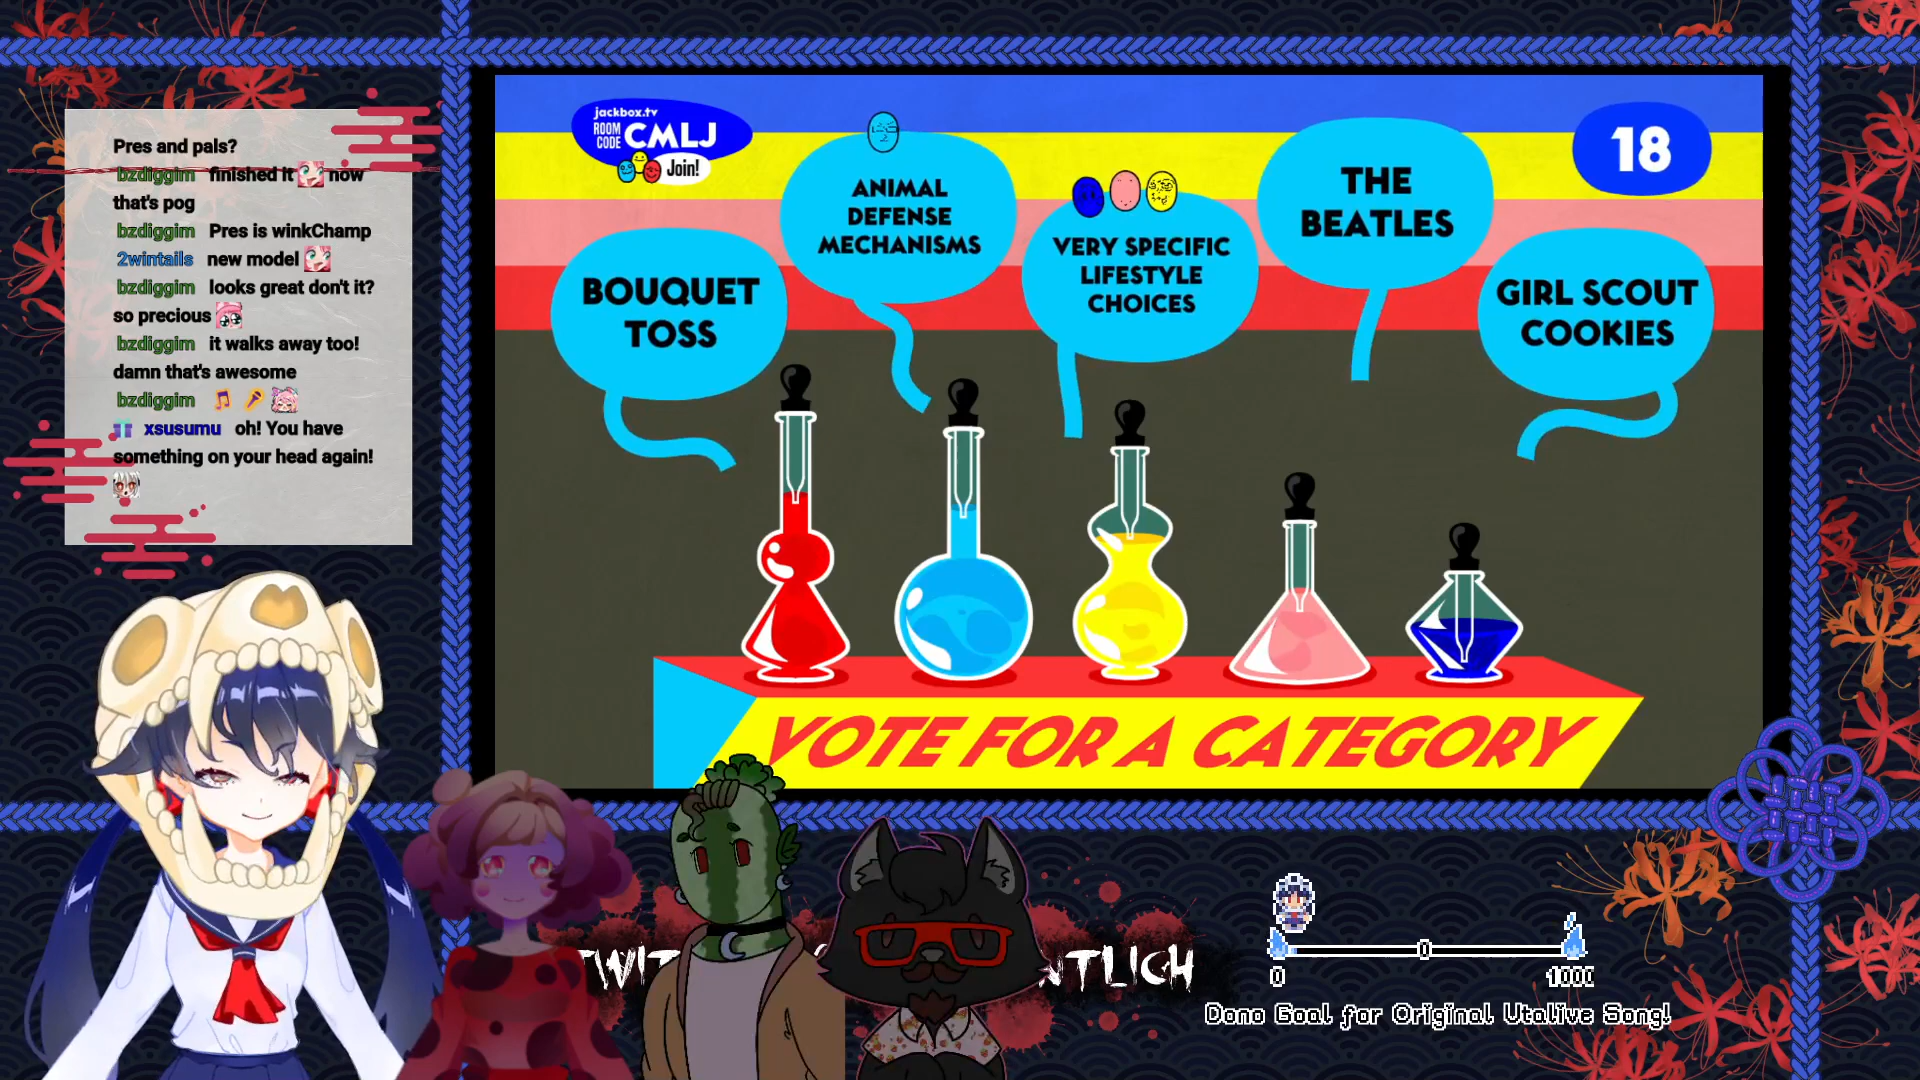 Pres and pals?
bzdiggim finished it now
that's pog
bzdiggim Pres is winkChamp
2wintails new model
bzdiggim looks great don't it?
so precious
bzdiggim it walks away too!
damn that's awesome
bzdiggim
xsusumu oh! You have
something on your head again!
jackbox.tv
ROOM CODE CMLJ
Join!
18
BOUQUET
TOSS
ANIMAL
DEFENSE
MECHANISMS
VERY SPECIFIC
LIFESTYLE
CHOICES
THE
BEATLES
GIRL SCOUT
COOKIES
VOTE FOR A CATEGORY
0
0
1000
Dono Goal for Original Utalive Song!